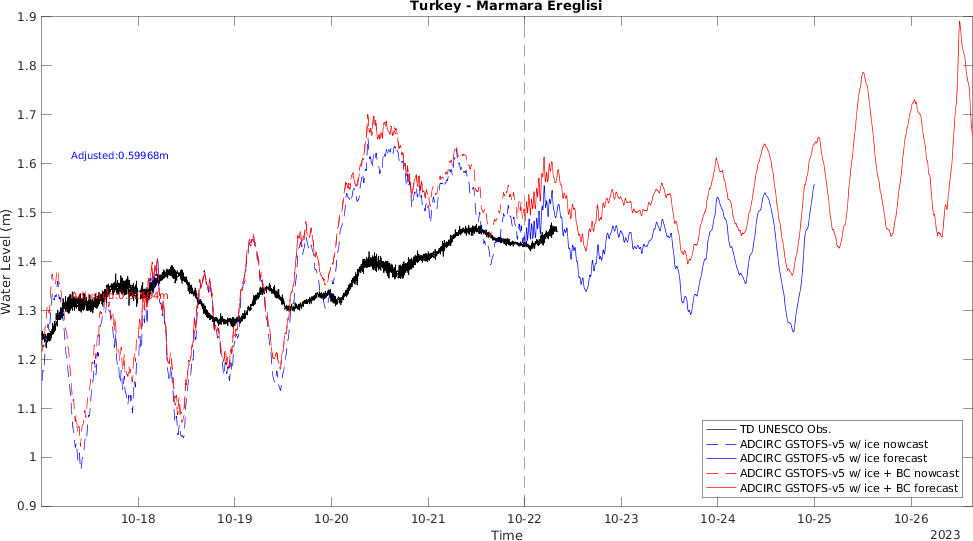 Turkey - Marmara Ereglisi
1.9
1.8
1.7
1.6
1.5
1.4
1.3
1.2
1.1
1
0.9
Water Level (m)
Adjusted:0.59968m
TD UNESCO Obs.
ADCIRC GSTOFS-v5 w/ ice nowcast
ADCIRC GSTOFS-v5 w/ ice forecast
ADCIRC GSTOFS-v5 w/ ice + BC nowcast
ADCIRC GSTOFS-v5 w/ ice + BC forecast
10-18
10-19
10-20
10-21
10-22
10-23
10-24
10-25
10-26
Time
2023